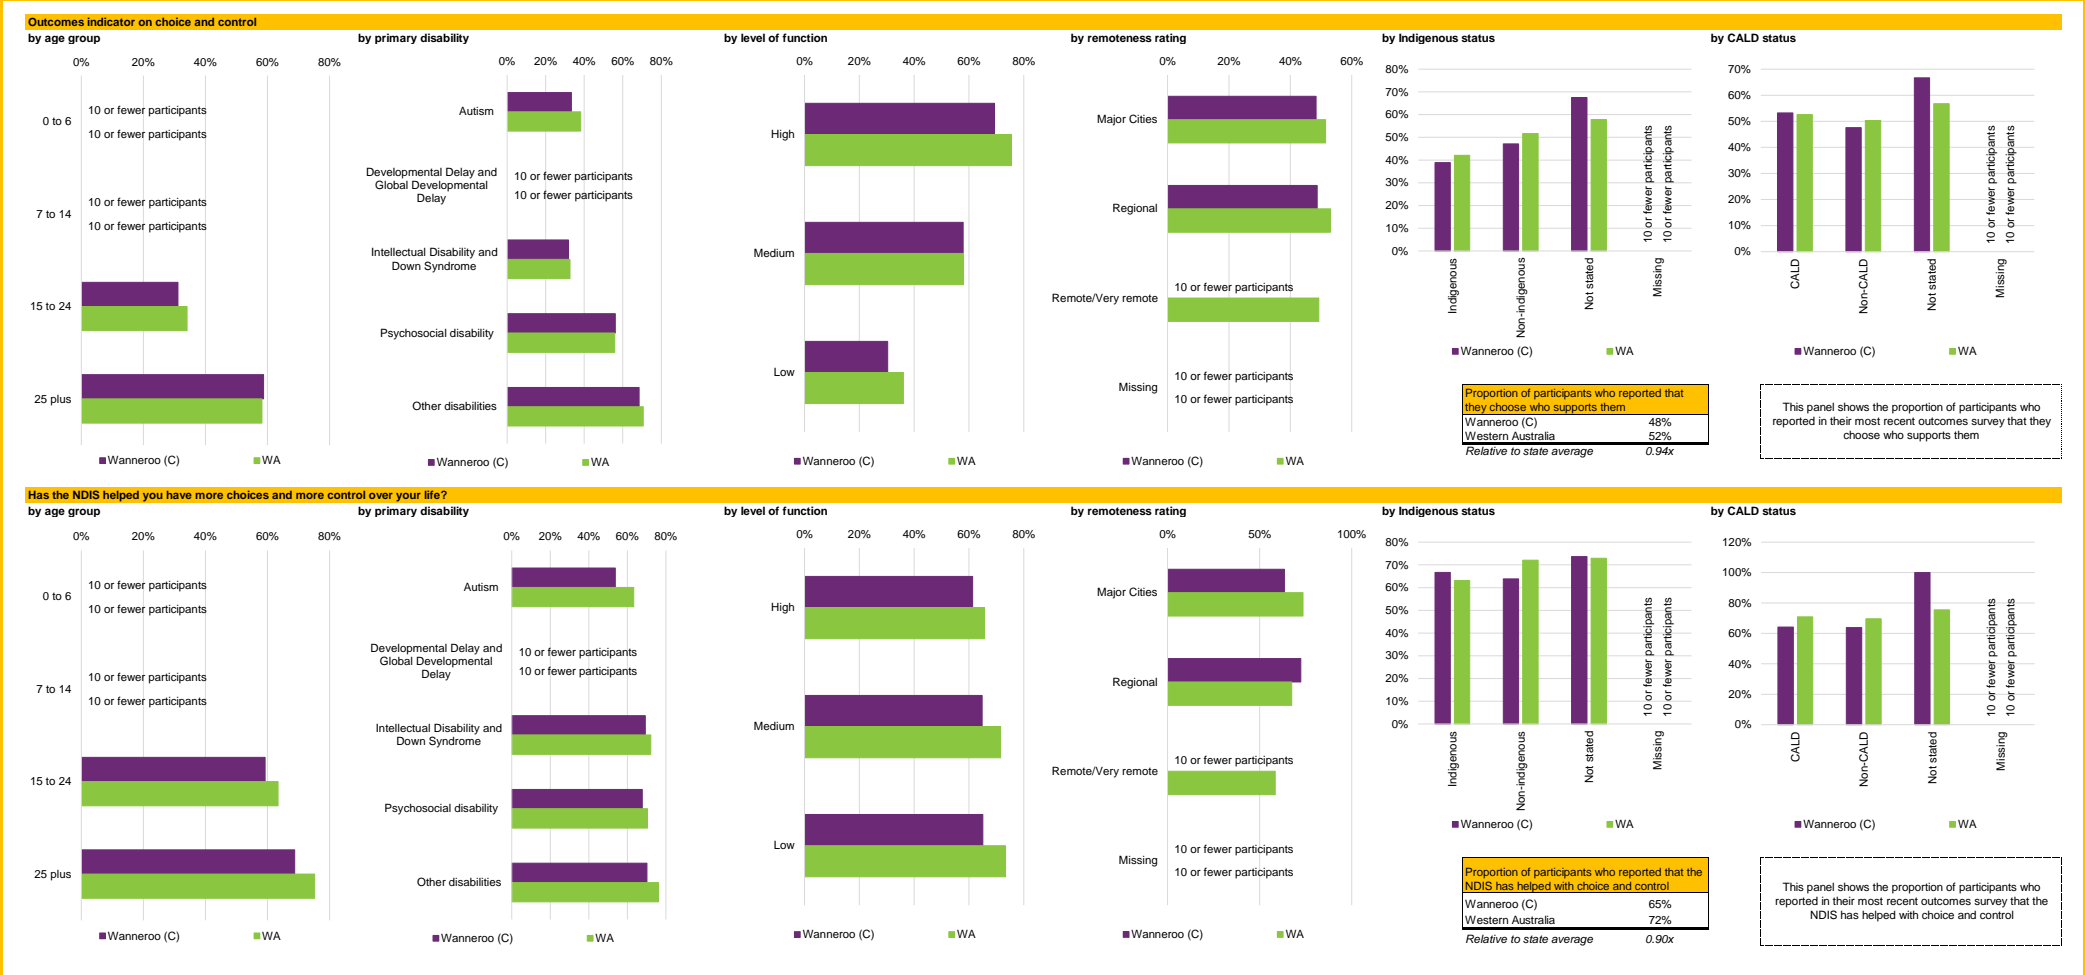 Outcomes indicator on choice and control
by age group
0% 20% 40% 60% 80%
0 to 6
10 or fewer participants
10 or fewer participants
7 to 14
10 or fewer participants
10 or fewer participants
15 to 24
25 plus
Wanneroo (C) WA
by primary disability
0% 20% 40% 60% 80%
Autism
Developmental Delay and
Global Developmental
Delay
10 or fewer participants
10 or fewer participants
Intellectual Disability and
Down Syndrome
Psychosocial disability
Other disabilities
Wanneroo (C) WA
by level of function
0% 20% 40% 60% 80%
High
Medium
Low
Wanneroo (C) WA
by remoteness rating
0% 20% 40% 60%
Major Cities
Regional
Remote/Very remote
10 or fewer participants
Missing
10 or fewer participants
10 or fewer participants
Wanneroo (C) WA
by Indigenous status
80%
70%
60%
50%
40%
30%
20%
10%
0%
10 or fewer participants
10 or fewer participants
Indigenous
Non-indigenous
Not stated
Missing
Wanneroo (C) WA
by CALD status
70%
60%
50%
40%
30%
20%
10%
0%
10 or fewer participants
10 or fewer participants
CALD
Non-CALD
Not stated
Missing
Wanneroo (C) WA
Proportion of participants who reported that
they choose who supports them
Wanneroo (C) 48%
Western Australia 52%
Relative to state average 0.94x
This panel shows the proportion of participants who
reported in their most recent outcomes survey that they
choose who supports them
Has the NDIS helped you have more choices and more control over your life?
by age group
0% 20% 40% 60% 80%
0 to 6
10 or fewer participants
10 or fewer participants
7 to 14
10 or fewer participants
10 or fewer participants
15 to 24
25 plus
Wanneroo (C) WA
by primary disability
0% 20% 40% 60% 80%
Autism
Developmental Delay and
Global Developmental
Delay
10 or fewer participants
10 or fewer participants
Intellectual Disability and
Down Syndrome
Psychosocial disability
Other disabilities
Wanneroo (C) WA
by level of function
0% 20% 40% 60% 80%
High
Medium
Low
Wanneroo (C) WA
by remoteness rating
0% 50% 100%
Major Cities
Regional
Remote/Very remote
10 or fewer participants
Missing
10 or fewer participants
10 or fewer participants
Wanneroo (C) WA
by Indigenous status
80%
70%
60%
50%
40%
30%
20%
10%
0%
10 or fewer participants
10 or fewer participants
Indigenous
Non-indigenous
Not stated
Missing
Wanneroo (C) WA
by CALD status
120%
100%
80%
60%
40%
20%
0%
10 or fewer participants
10 or fewer participants
CALD
Non-CALD
Not stated
Missing
Wanneroo (C) WA
Proportion of participants who reported that the
NDIS has helped with choice and control
Wanneroo (C) 65%
Western Australia 72%
Relative to state average 0.90x
This panel shows the proportion of participants who
reported in their most recent outcomes survey that the
NDIS has helped with choice and control